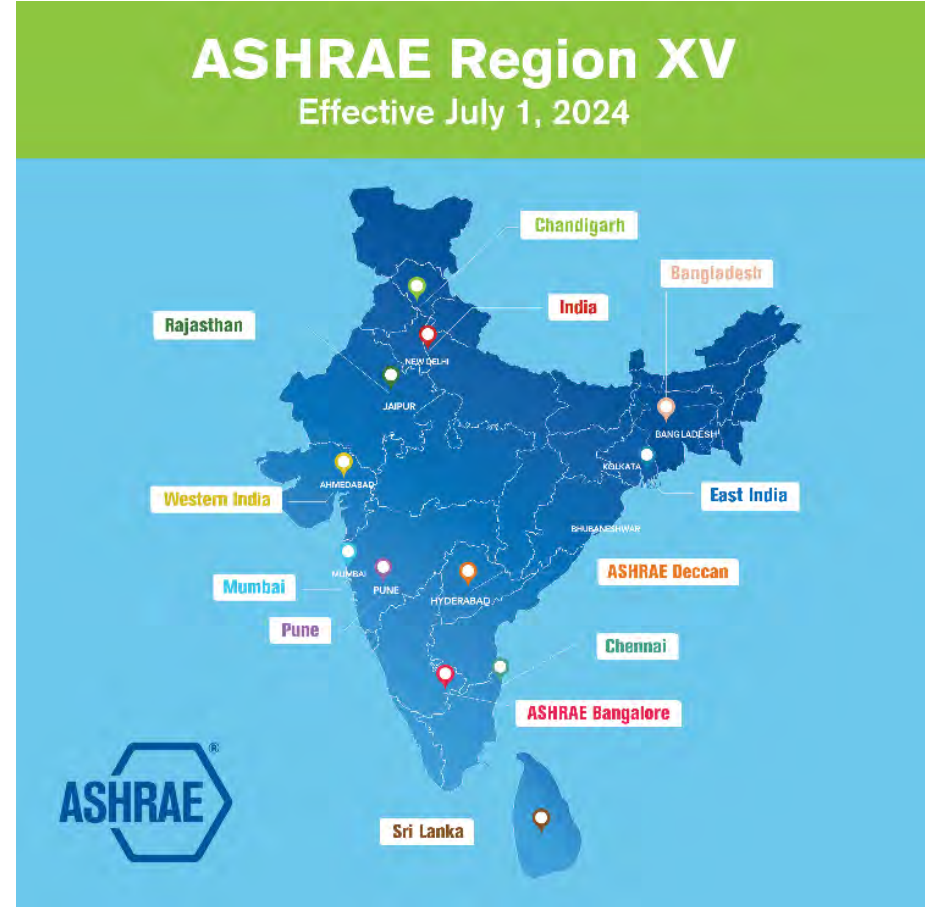 ASHRAE Region XV
Effective July 1, 2024
Chandigarh
Bangladesh
India
Rajasthan
NEW DELHI
JAIPUR
BANGLADESH
KOLKATA
AHMEDABAD
Western India
East India
BHUBANESHWAR
MUMBAI
PUNE
HYDERABAD
ASHRAE Deccan
Mumbai
Pune
Chennai
ASHRAE Bangalore
ASHRAE®
Sri Lanka